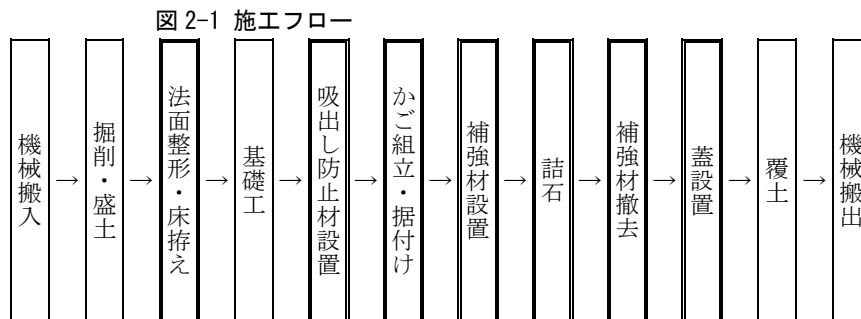 図 2-1 施工フロー
機械搬入
→
掘削・盛土
→
法面整形・床拵え
→
基礎工
→
吸出し防止材設置
→
かご組立・据付け
→
補強材設置
→
詰石
→
補強材撤去
→
蓋設置
→
覆土
→
機械搬出